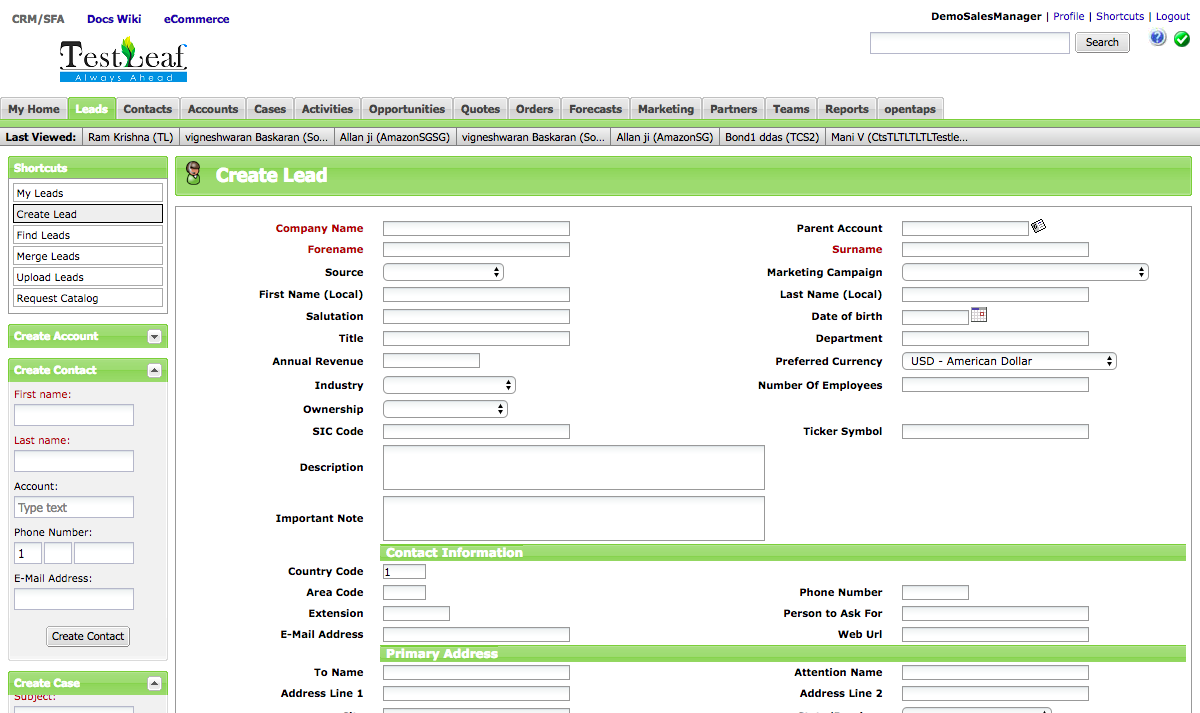 CRM/SFA Docs Wiki eCommerce
DemoSalesManager | Profile | Shortcuts | Logout
TestLeaf
Always Ahead
Search
?
My Home Leads Contacts Accounts Cases Activities Opportunities Quotes Orders Forecasts Marketing Partners Teams Reports opentaps
Last Viewed: Ram Krishna (TL) vigneshwaran Baskaran (So... Allan ji (AmazonSGSG) vigneshwaran Baskaran (So... Allan ji (AmazonSG) Bond1 ddas (TCS2) Mani V (CtsTLTLTLTLTestle...
Shortcuts
My Leads
Create Lead
Find Leads
Merge Leads
Upload Leads
Request Catalog
Create Account
Create Contact
First name:
Last name:
Account:
Type text
Phone Number:
1
E-Mail Address:
Create Contact
Create Case
Subject:
Create Lead
Company Name Parent Account
Forename Surname
Source Marketing Campaign
First Name (Local) Last Name (Local)
Salutation Date of birth
Title Department
Annual Revenue Preferred Currency USD - American Dollar
Industry Number Of Employees
Ownership
SIC Code Ticker Symbol
Description
Important Note
Contact Information
Country Code 1
Area Code Phone Number
Extension Person to Ask For
E-Mail Address Web Url
Primary Address
To Name Attention Name
Address Line 1 Address Line 2